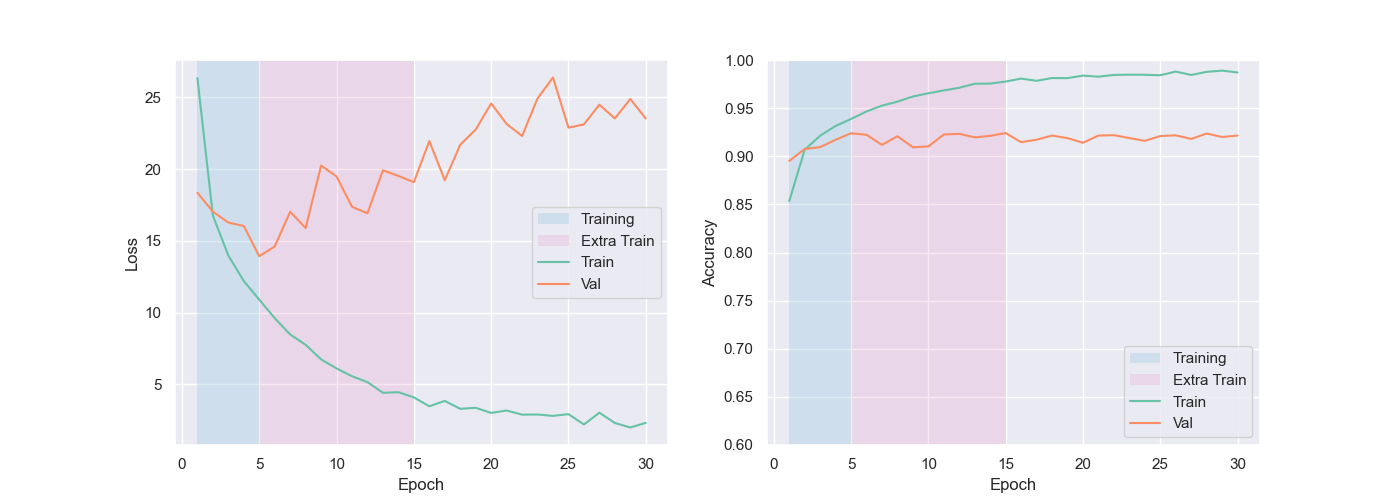 Loss
25
20
15
10
5
0 5 10 15 20 25 30
Epoch
Training
Extra Train
Train
Val
Accuracy
1.00
0.95
0.90
0.85
0.80
0.75
0.70
0.65
0.60
0 5 10 15 20 25 30
Epoch
Training
Extra Train
Train
Val